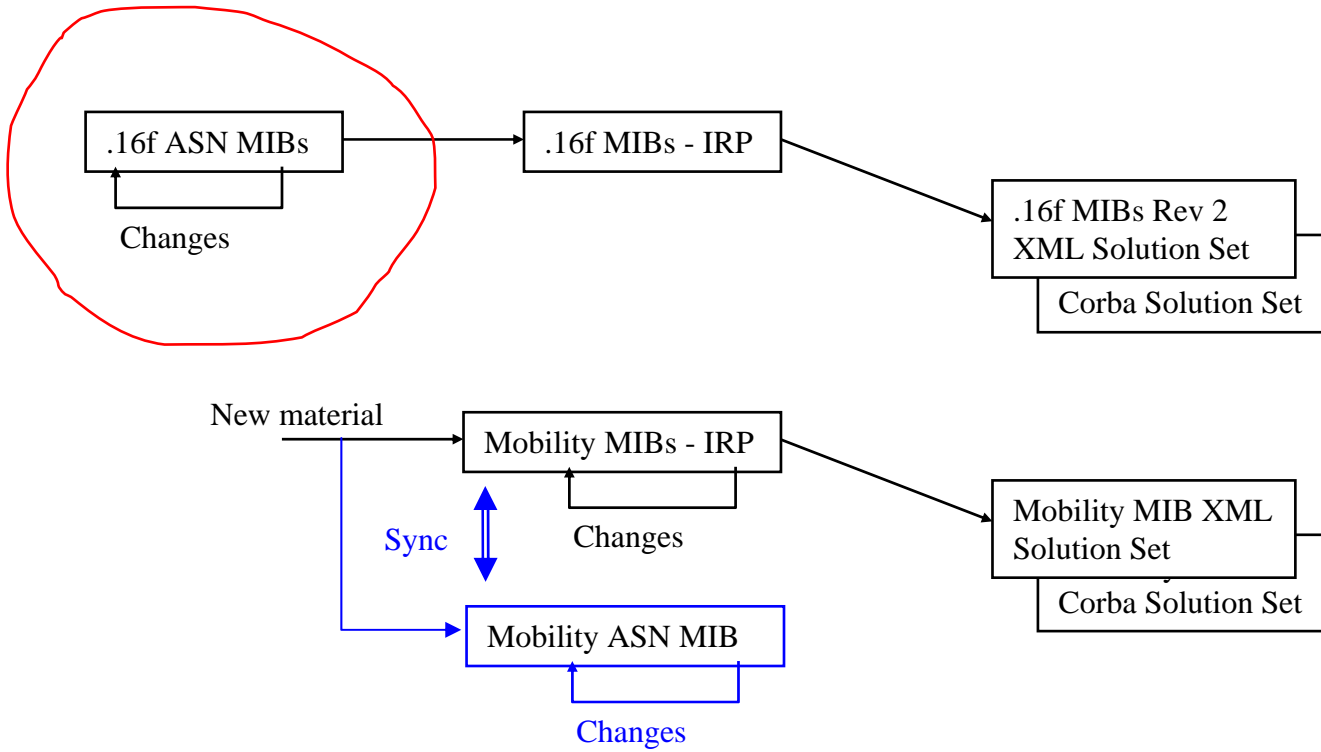 .16f ASN MIBs
Changes
.16f MIBs - IRP
.16f MIBs Rev 2
XML Solution Set
Corba Solution Set
New material
Mobility MIBs - IRP
Changes
Sync
Mobility ASN MIB
Changes
Mobility MIB XML
Solution Set
Corba Solution Set